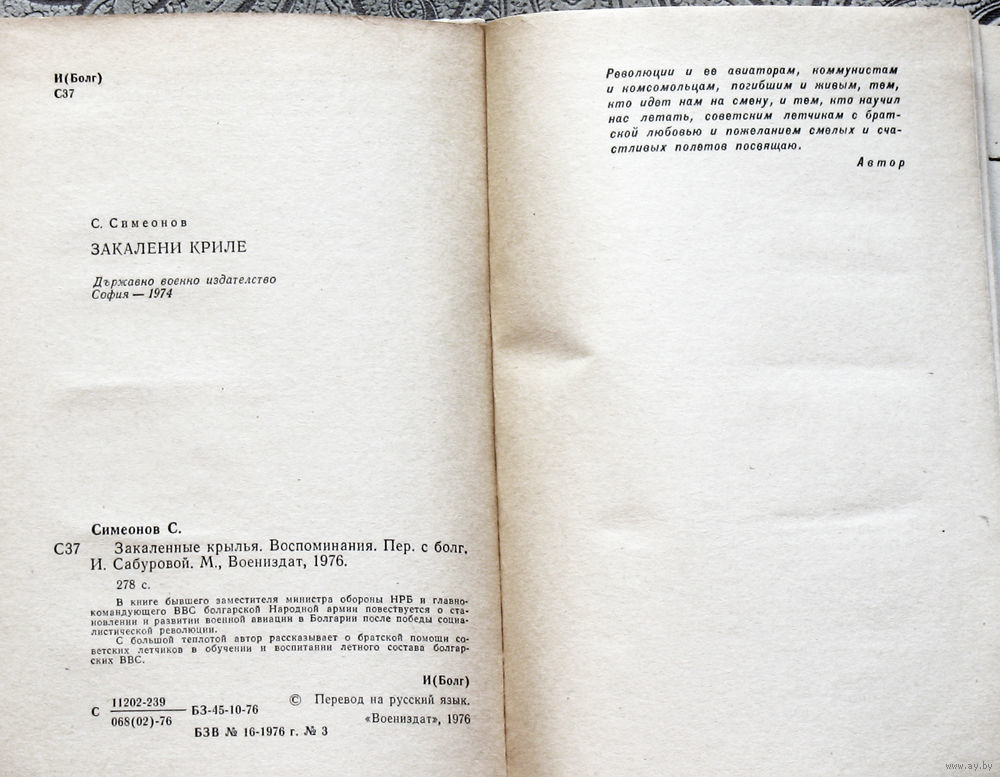 И(Болг)
С37
С. Симеонов
ЗАКАЛЕНИ КРИЛЕ
Държавно военно издателство
София — 1974
Симеонов С.
С37 Закаленные крылья. Воспоминания. Пер. с болг.
И. Сабуровой. М., Воениздат, 1976.
278 с.
В книге бывшего заместителя министра обороны НРБ и главно-
командующего ВВС болгарской Народной армии повествуется о ста-
новлении и развитии военной авиации в Болгарии после победы социа-
листической революции.
С большой теплотой автор рассказывает о братской помощи со-
ветских летчиков в обучении и воспитании летного состава болгар-
ских ВВС.
И(Болг)
С 11202-239
068(02)-76 БЗ-45-10-76
© Перевод на русский язык.
«Воениздат», 1976
БЗВ № 16-1976 г. № 3
Революции и ее авиаторам, коммунистам
и комсомольцам, погибшим и живым, тем,
кто идет нам на смену, и тем, кто научил
нас летать, советским летчикам с брат-
ской любовью и пожеланием смелых и сча-
стливых полетов посвящаю.
Автор
www.ay.by